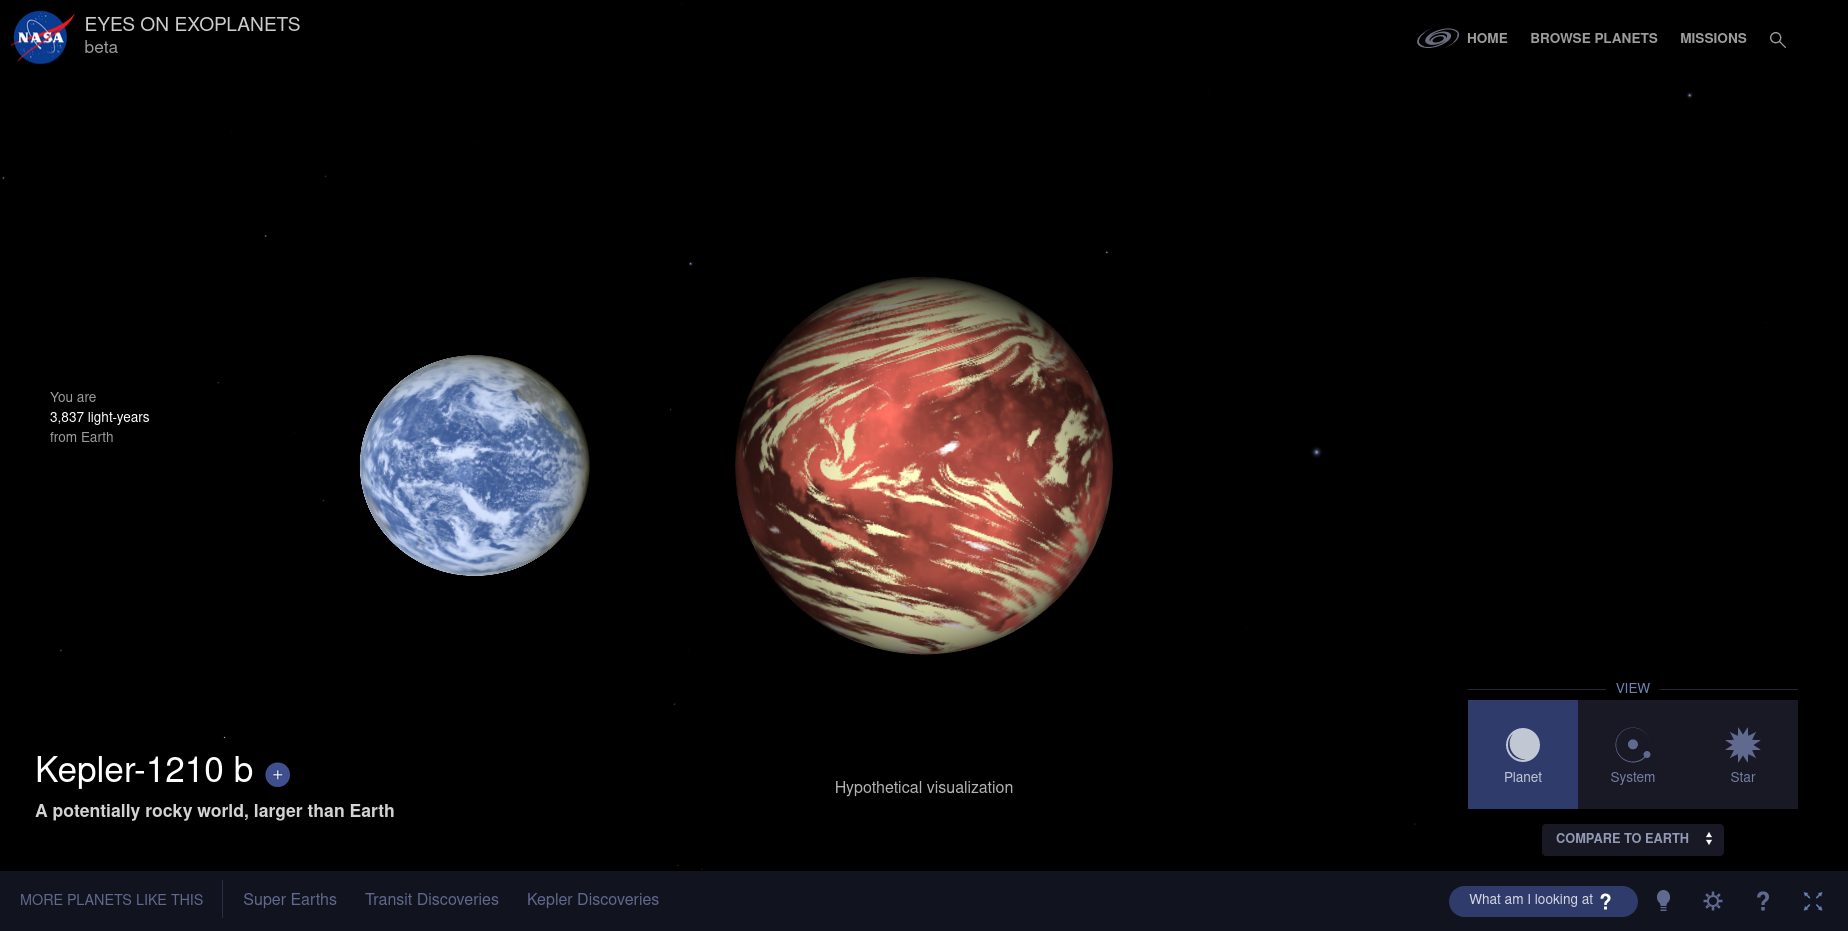 NASA
EYES ON EXOPLANETS
beta
HOME
BROWSE PLANETS
MISSIONS
You are
3,837 light-years
from Earth
Kepler-1210 b +
A potentially rocky world, larger than Earth
Hypothetical visualization
VIEW
Planet
System
Star
COMPARE TO EARTH
MORE PLANETS LIKE THIS
Super Earths
Transit Discoveries
Kepler Discoveries
What am I looking at ?
?